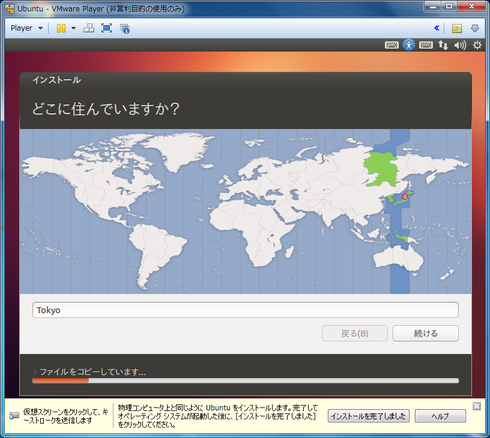 Ubuntu - VMware Player (非営利目的の使用のみ)
Player
インストール
どこに住んでいますか?
Tokyo
戻る(B)
続ける
ファイルをコピーしています...
仮想スクリーンをクリックして、キーストロークを送信します
物理コンピュータ上と同じように Ubuntu をインストールします。完了して
オペレーティング システムが起動した後に、[インストールを完了しました]
をクリックしてください。
インストールを完了しました
ヘルプ